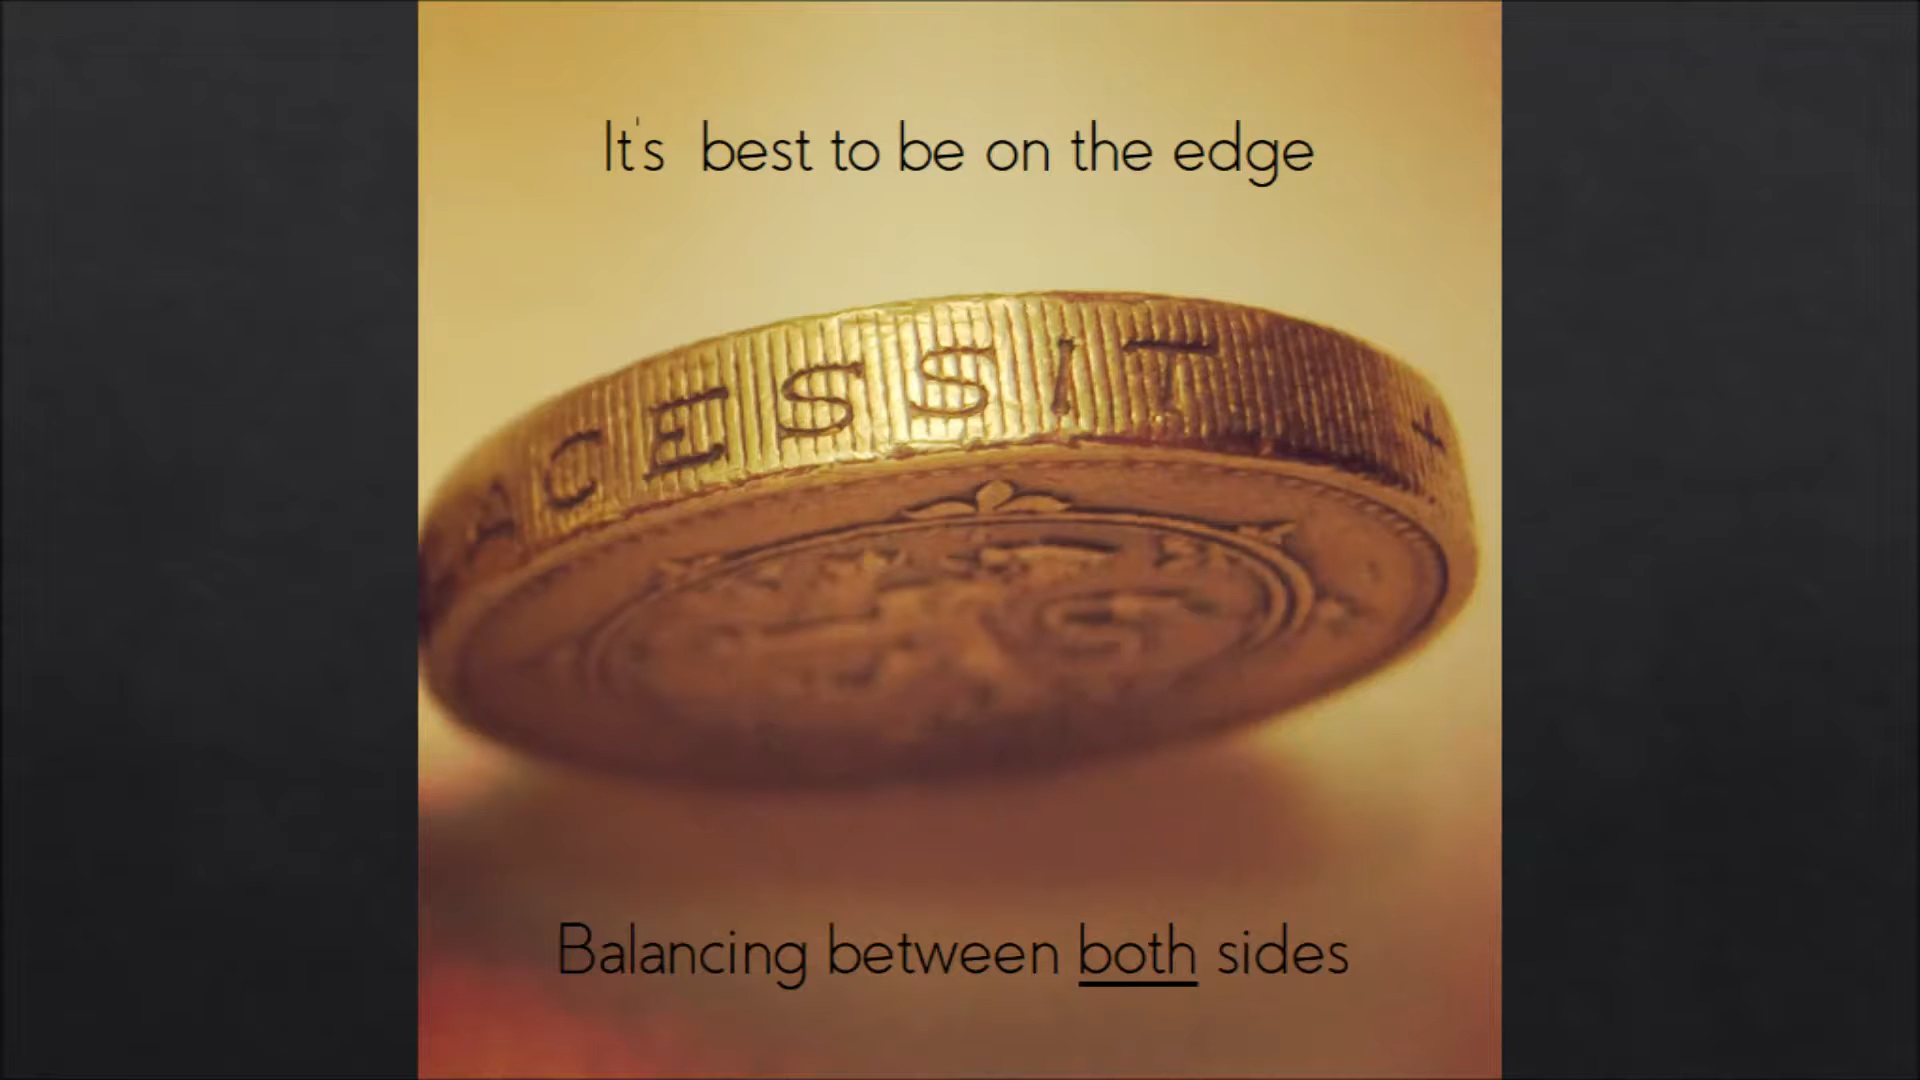 It's best to be on the edge
ACESSIT +
Balancing between both sides